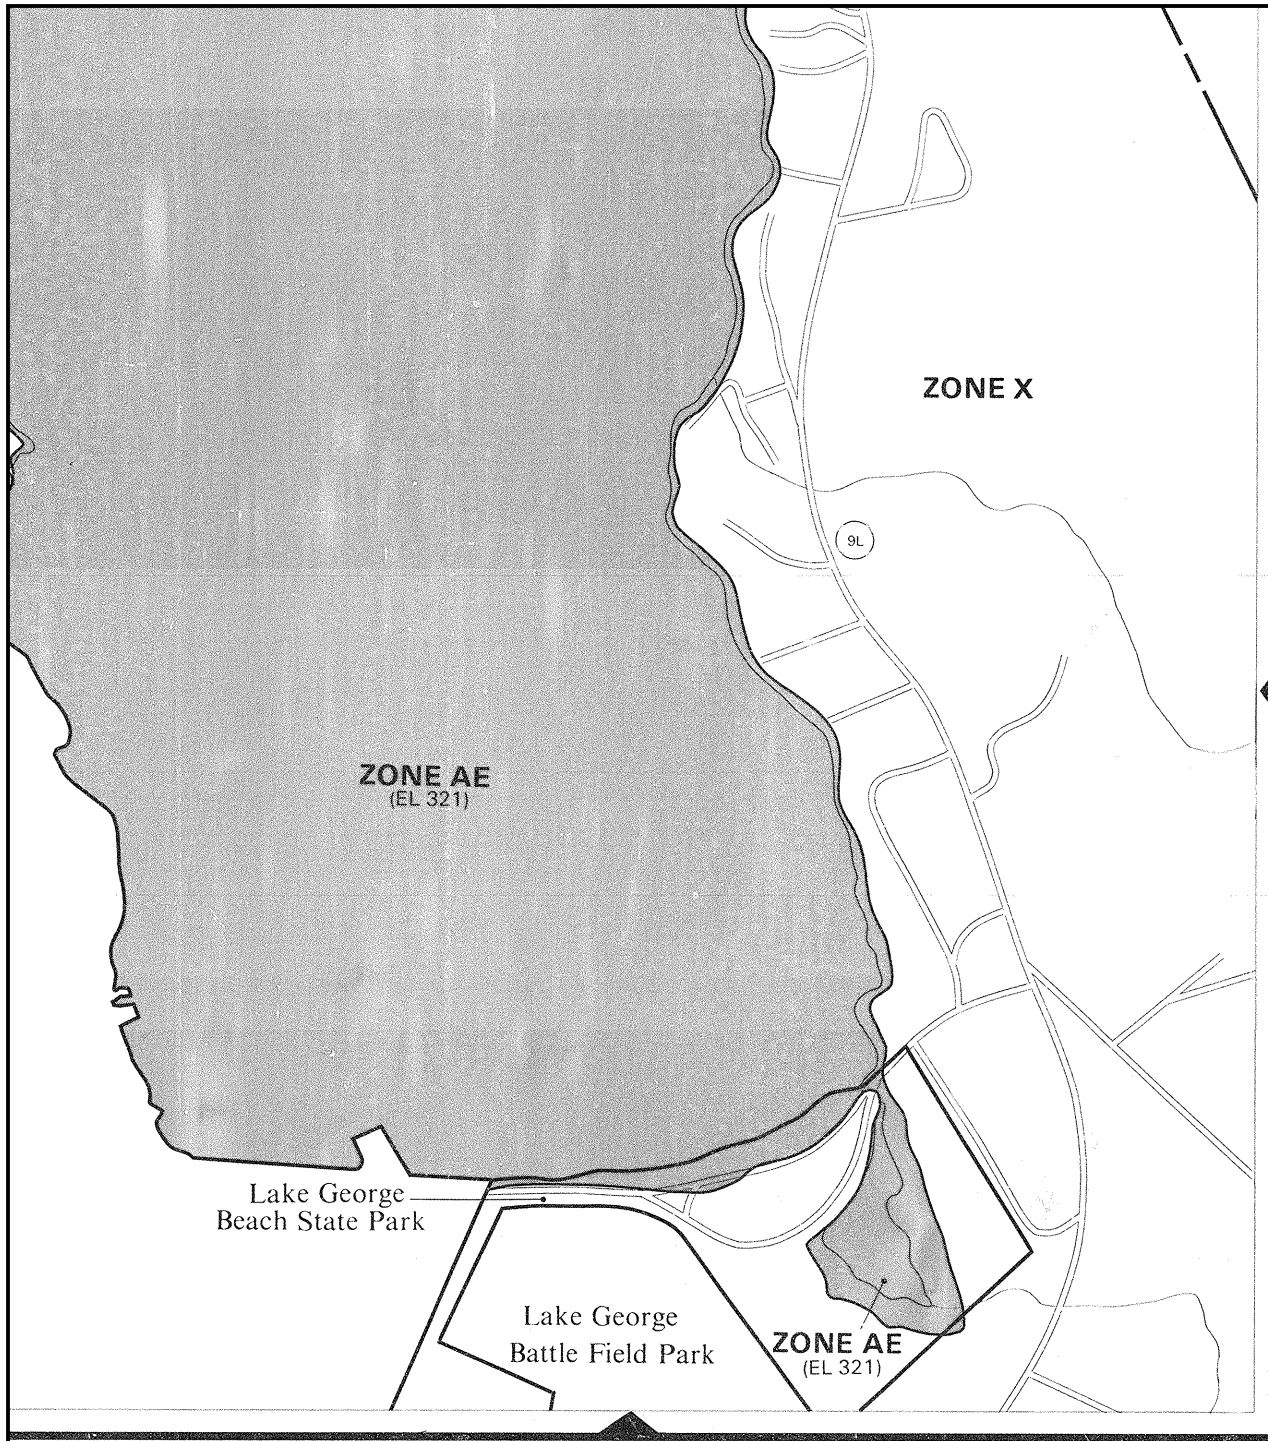 ZONE X
9L
ZONE AE
(EL 321)
Lake George
Beach State Park
Lake George
Battle Field Park
ZONE AE
(EL 321)